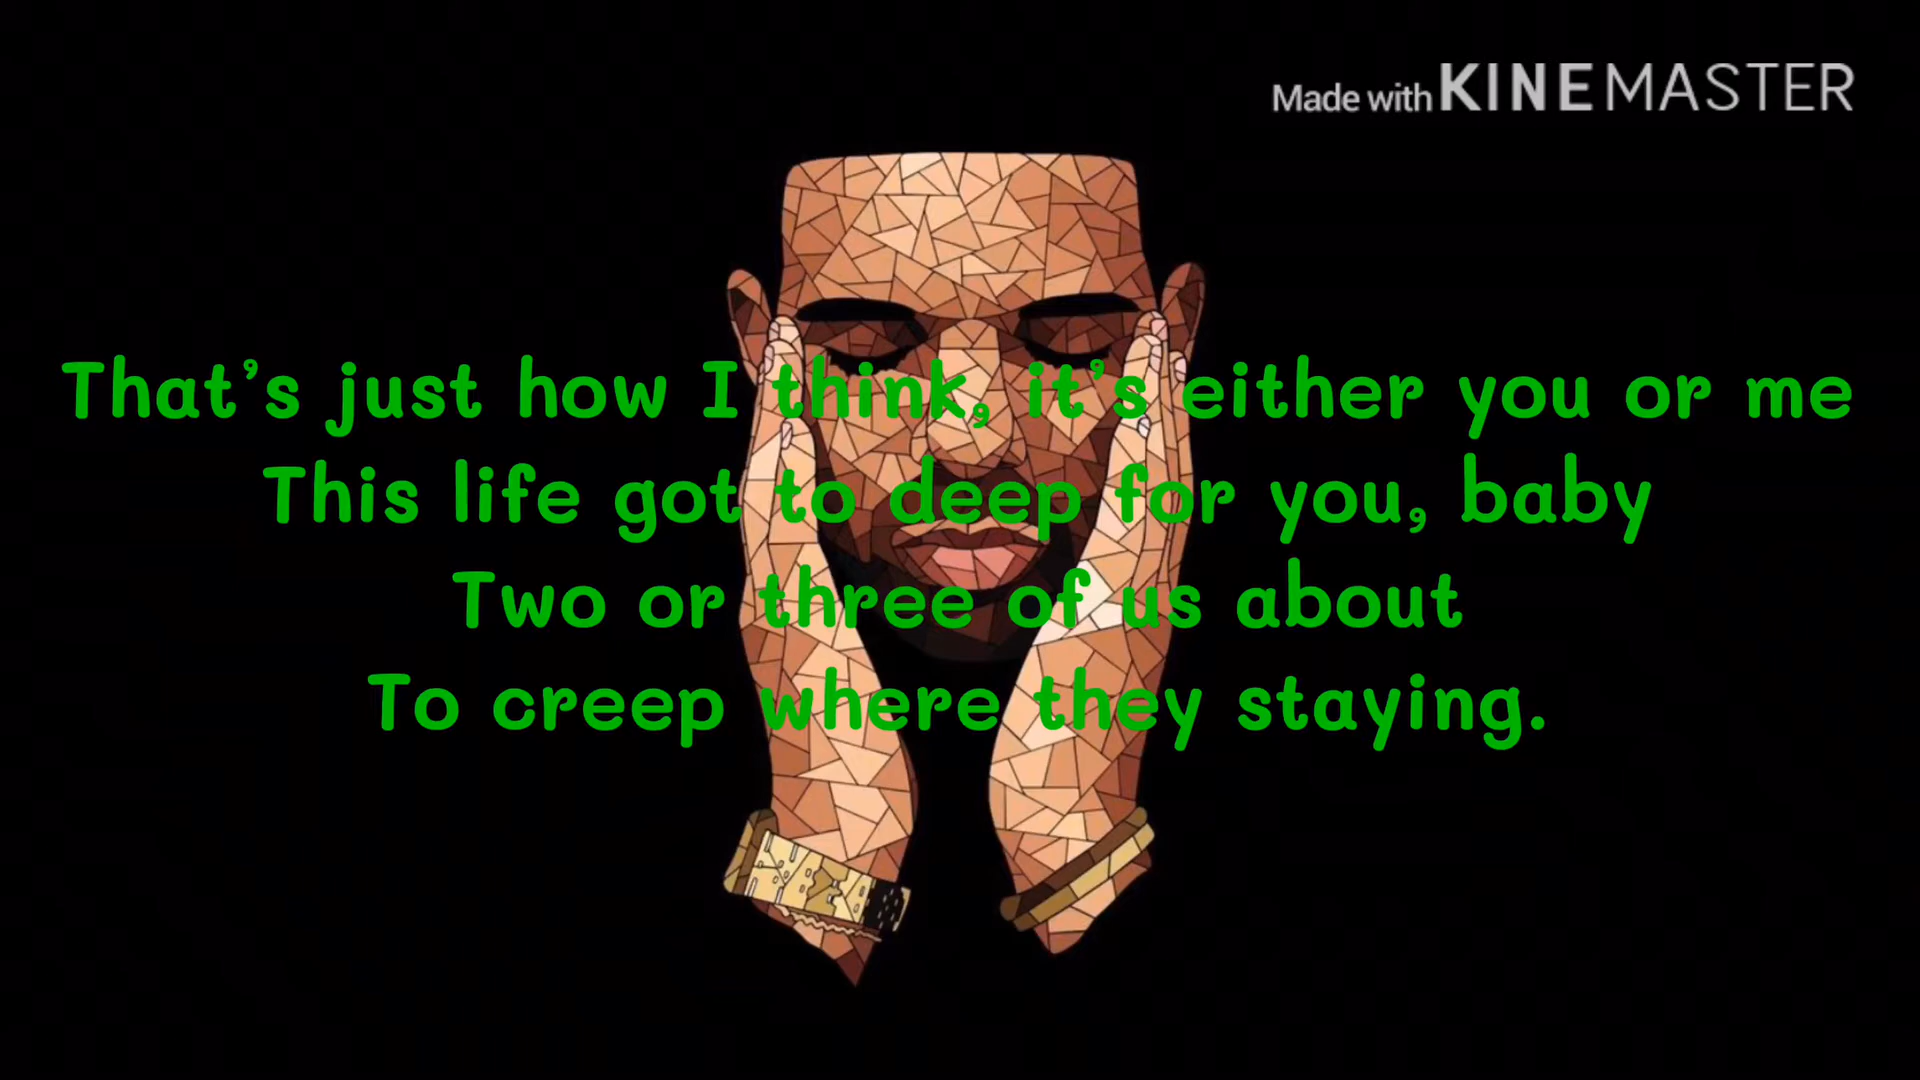 Made with KINEMASTER
That's just how I think, it's either you or me
This life got to deep for you, baby
Two or three of us about
To creep where they staying.